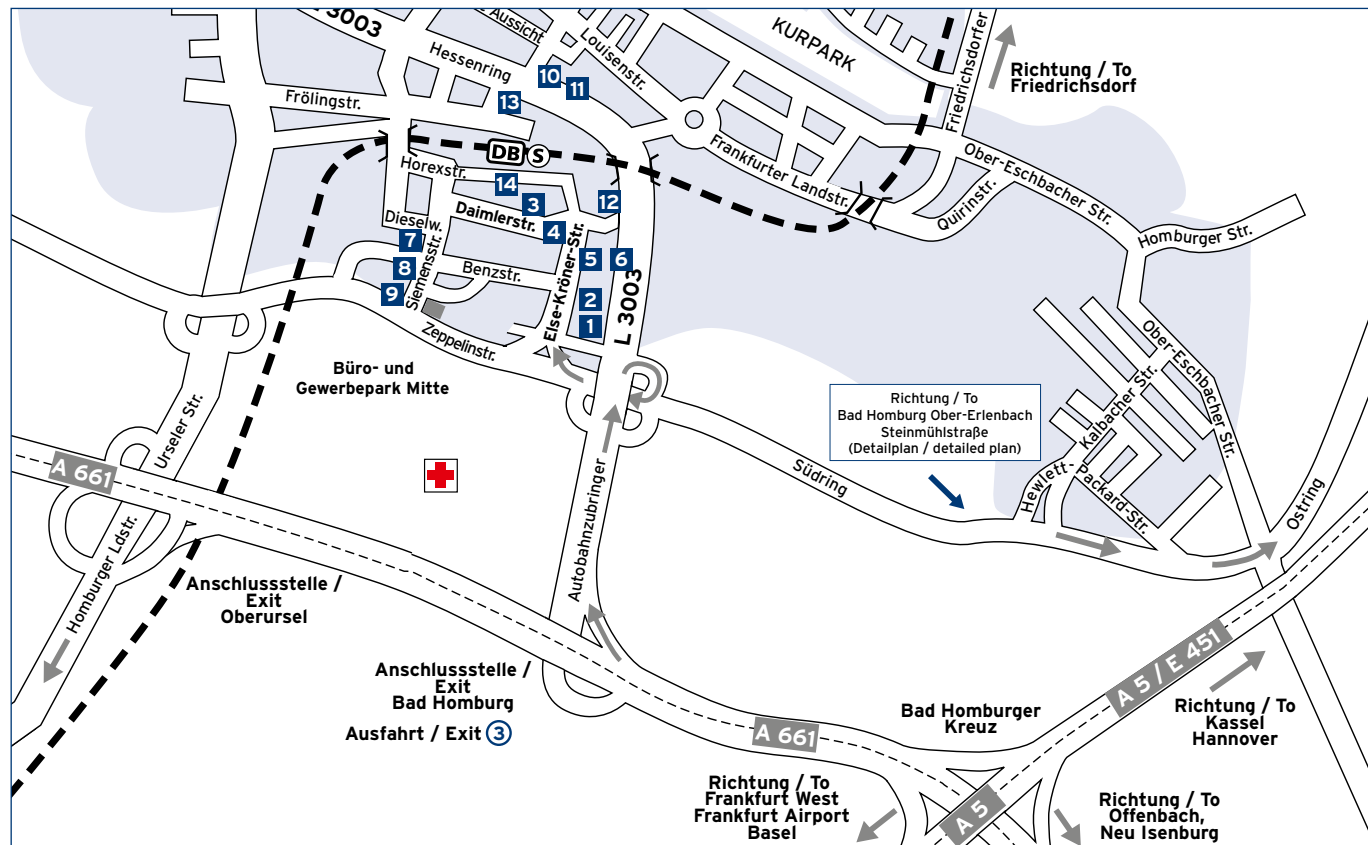 L 3003
Aussicht
Louisenstr.
KURPARK
Friedrichsdorfer
Richtung / To
Friedrichsdorf
Hessenring
10
11
13
Frölingstr.
DB
S
Horexstr.
14
3
12
Daimlerstr.
4
Dieselw.
7
8
9
Siemensstr.
Benzstr.
Else-Kröner-Str.
5
6
2
1
L 3003
Zeppelinstr.
Frankfurter Landstr.
Quirinstr.
Ober-Eschbacher Str.
Homburger Str.
Ober-Eschbacher Str.
Kalbacher Str.
Hewlett-Packard-Str.
Büro- und
Gewerbepark Mitte
Richtung / To
Bad Homburg Ober-Erlenbach
Steinmühlstraße
(Detailplan / detailed plan)
Südring
Ostring
Urseler Str.
A 661
Homburger Ldstr.
Autobahnzubringer
Anschlussstelle /
Exit
Oberursel
Anschlussstelle /
Exit
Bad Homburg
Ausfahrt / Exit 3
A 661
Bad Homburger
Kreuz
A 5 / E 451
Richtung / To
Kassel
Hannover
Richtung / To
Frankfurt West
Frankfurt Airport
Basel
A 5
Richtung / To
Offenbach,
Neu Isenburg